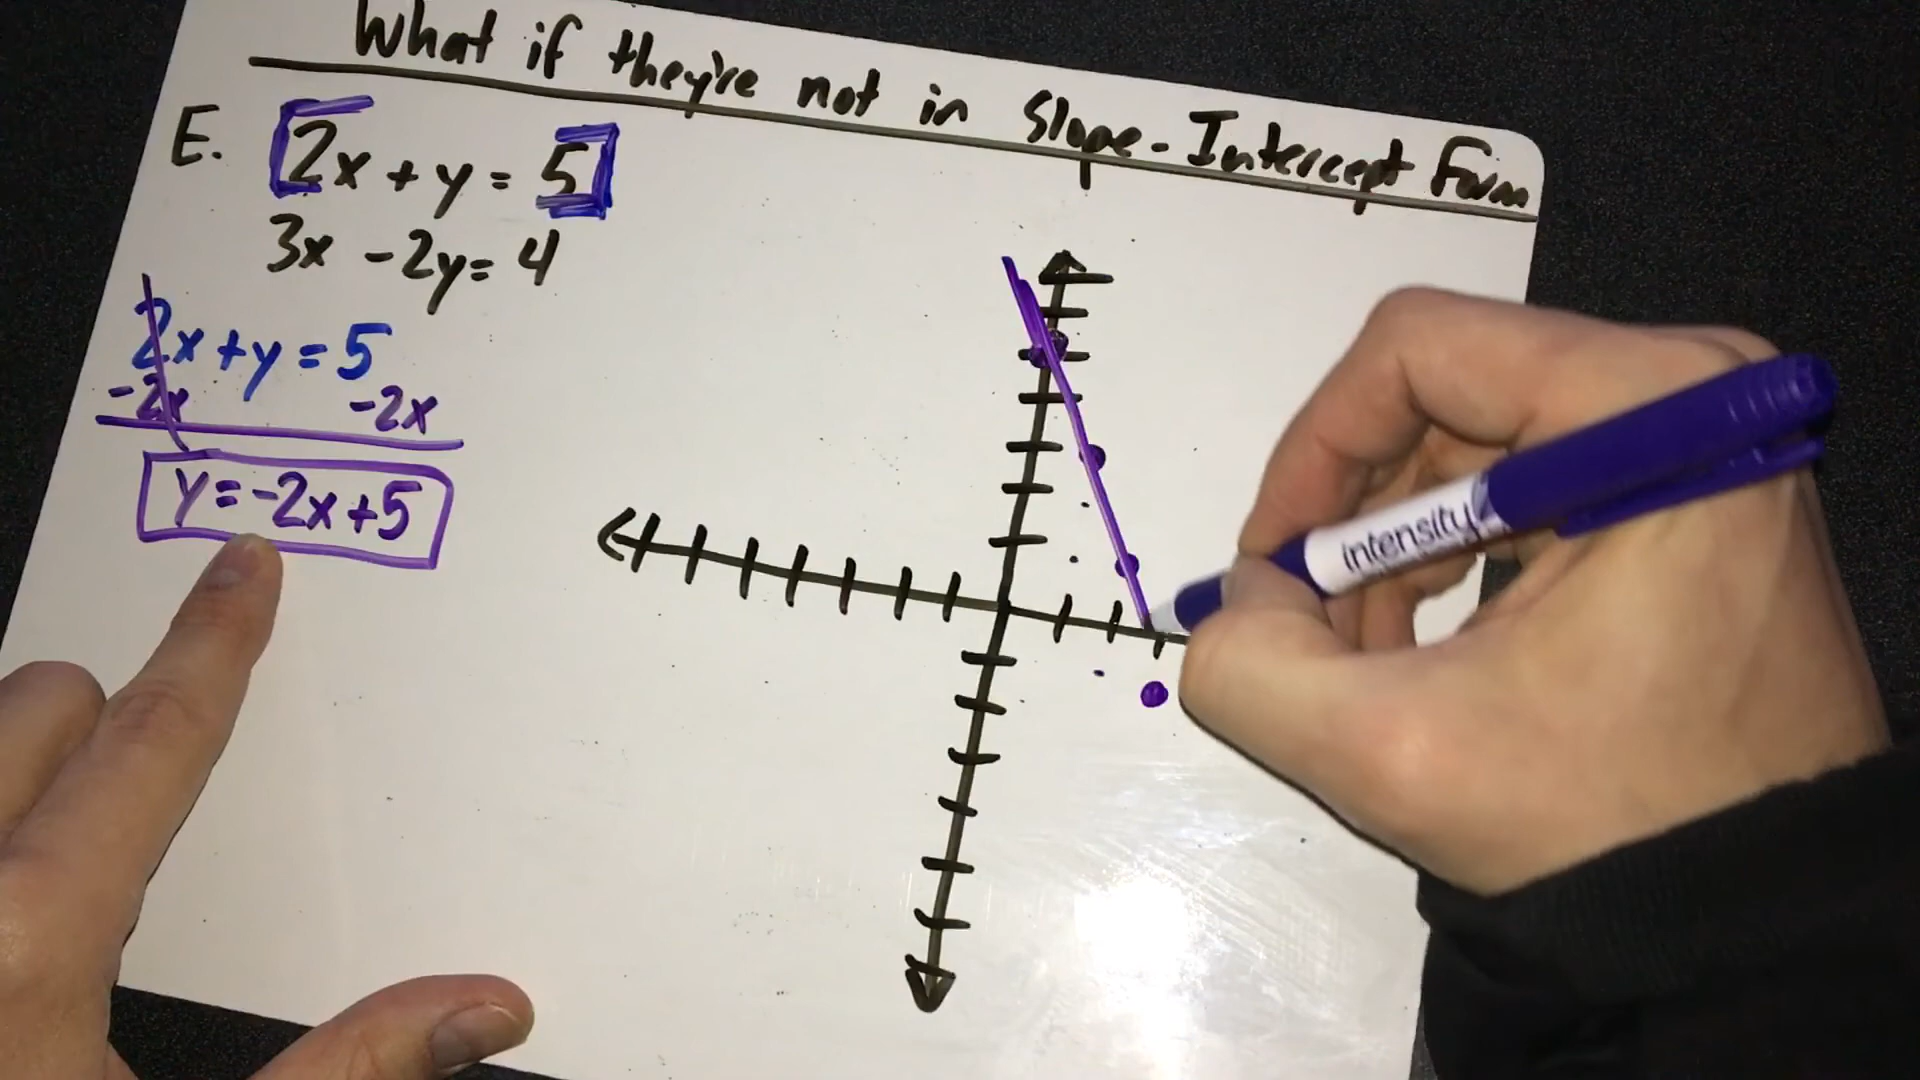 What if they're not in Slope-Intercept Form
E. 2x + y = 5
3x - 2y = 4
2x + y = 5
-2x -2x
y = -2x + 5
intensity